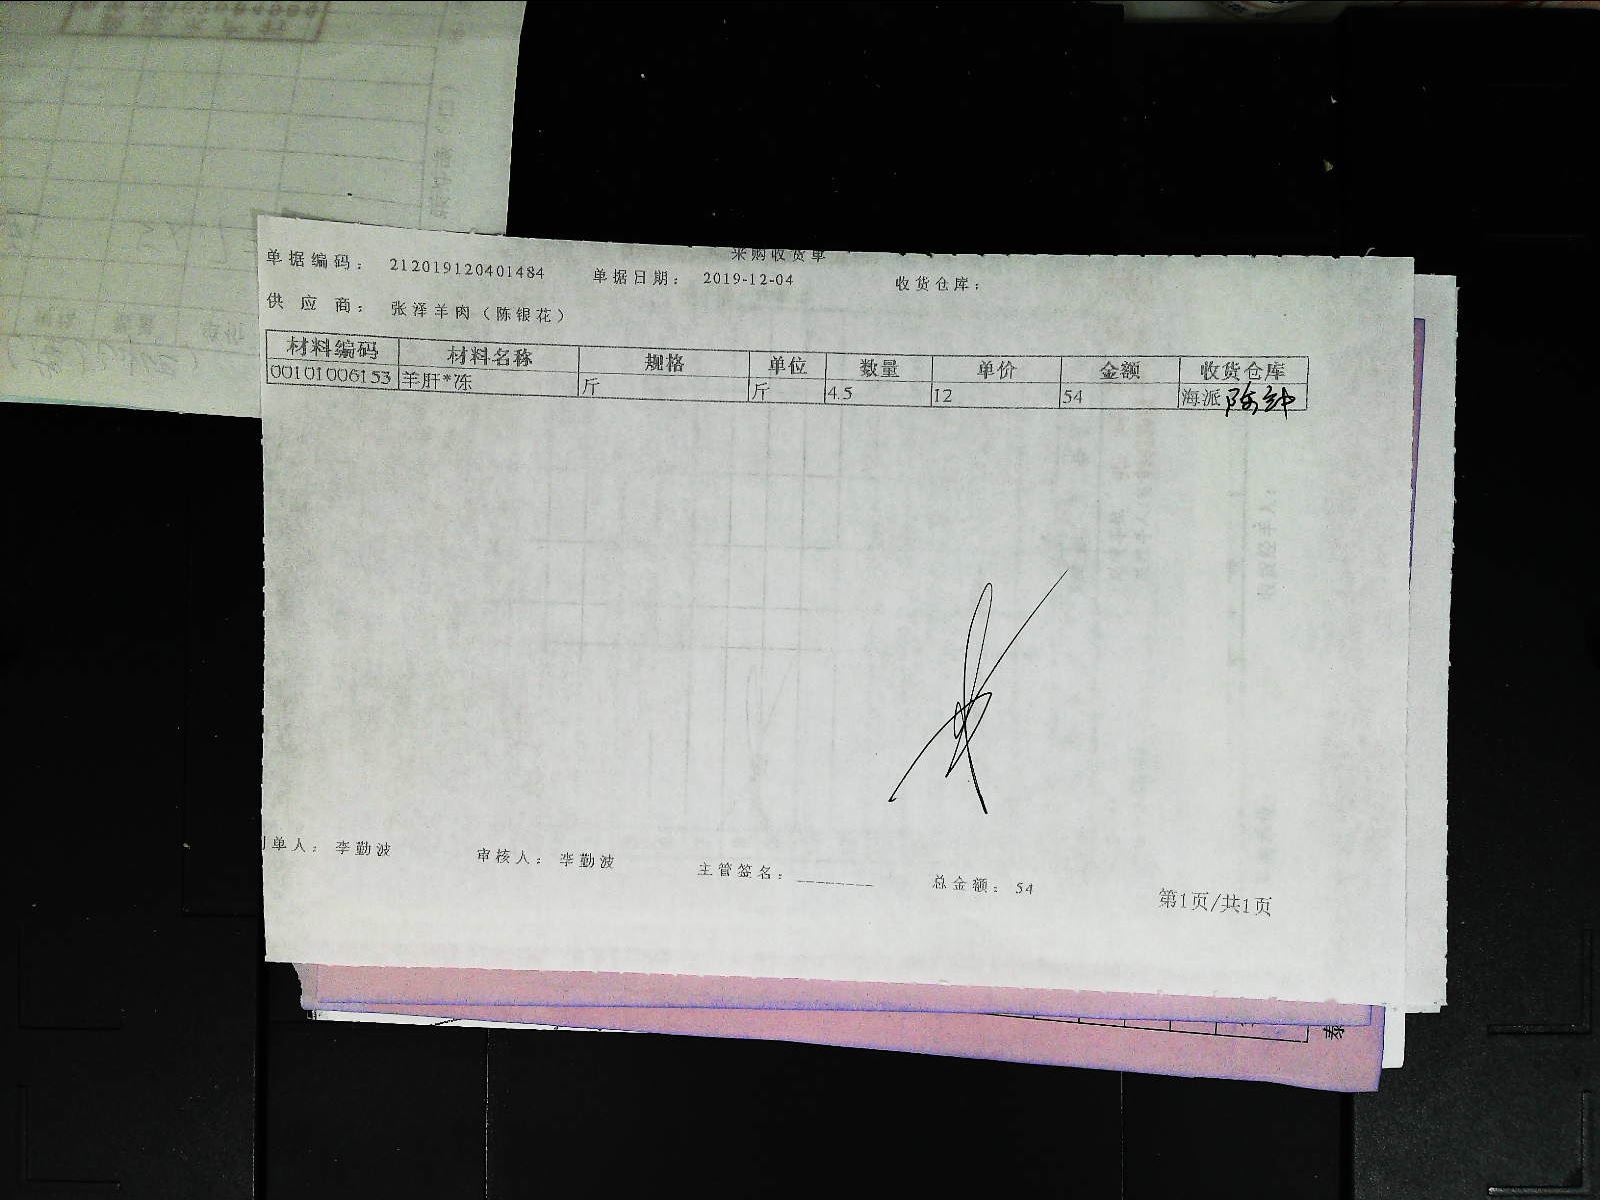 采购收货单
单据编码： 212019120401484 单据日期： 2019-12-04 收货仓库：
供 应 商： 张泽羊肉（陈银花）
材料编码 材料名称 规格 单位 数量 单价 金额 收货仓库
00101006153 羊肝*冻 斤 斤 4.5 12 54 海派
单人： 李勤波 审核人： 李勤波 主管签名：________ 总金额： 54 第1页/共1页